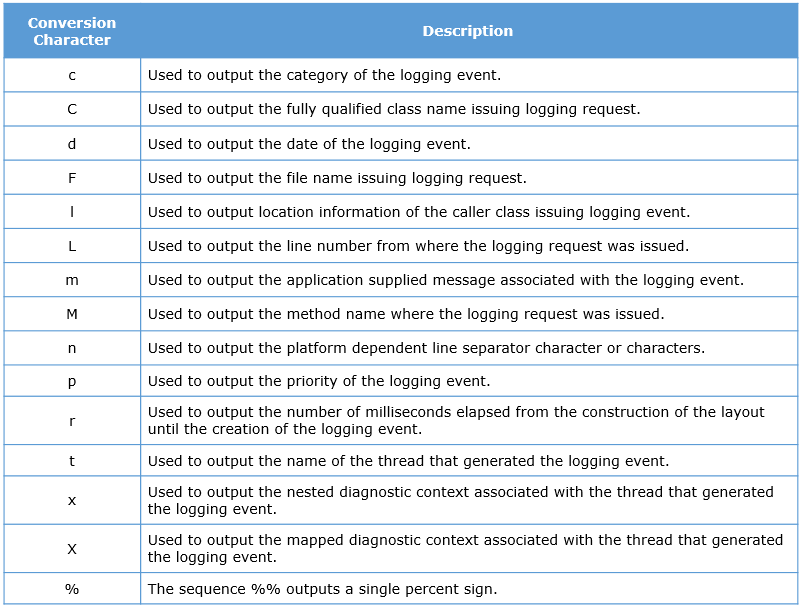 Conversion
Character
Description
c
Used to output the category of the logging event.
C
Used to output the fully qualified class name issuing logging request.
d
Used to output the date of the logging event.
F
Used to output the file name issuing logging request.
l
Used to output location information of the caller class issuing logging event.
L
Used to output the line number from where the logging request was issued.
m
Used to output the application supplied message associated with the logging event.
M
Used to output the method name where the logging request was issued.
n
Used to output the platform dependent line separator character or characters.
p
Used to output the priority of the logging event.
r
Used to output the number of milliseconds elapsed from the construction of the layout
until the creation of the logging event.
t
Used to output the name of the thread that generated the logging event.
x
Used to output the nested diagnostic context associated with the thread that generated
the logging event.
X
Used to output the mapped diagnostic context associated with the thread that generated
the logging event.
%
The sequence %% outputs a single percent sign.